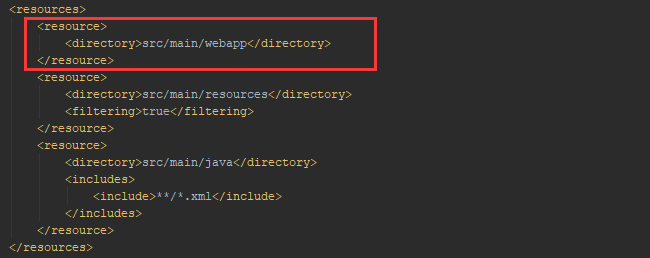 <resources>
<resource>
<directory>src/main/webapp</directory>
</resource>
<resource>
<directory>src/main/resources</directory>
<filtering>true</filtering>
</resource>
<resource>
<directory>src/main/java</directory>
<includes>
<include>**/*.xml</include>
</includes>
</resource>
</resources>